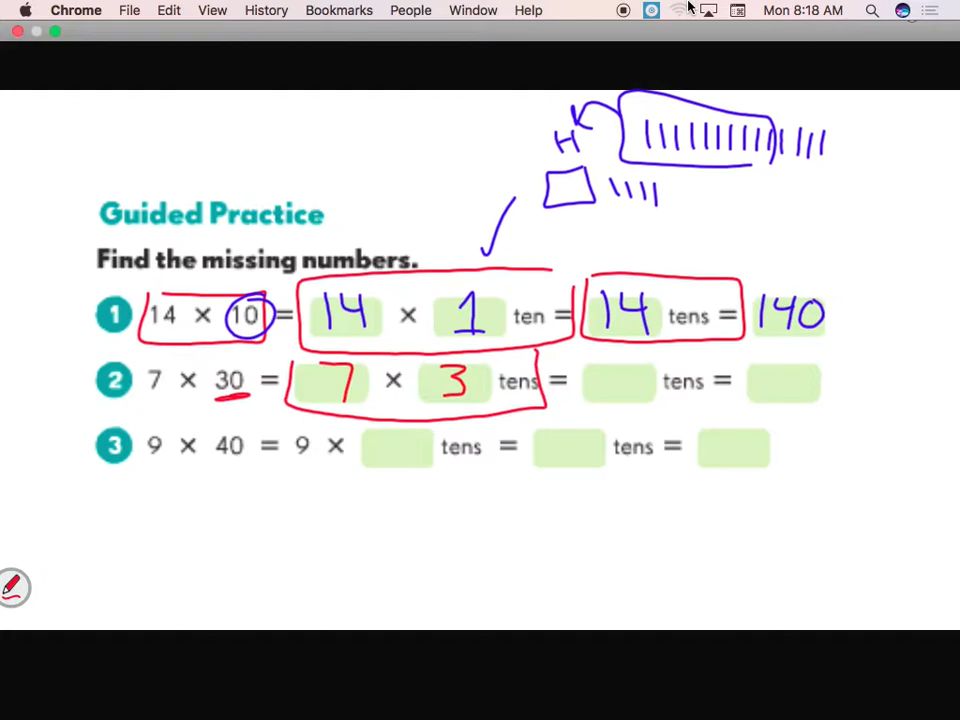 Chrome File Edit View History Bookmarks People Window Help Mon 8:18 AM
H
Guided Practice
Find the missing numbers.
1 14 × 10 = 14 × 1 ten = 14 tens = 140
2 7 × 30 = 7 × 3 tens = tens =
3 9 × 40 = 9 × tens = tens =